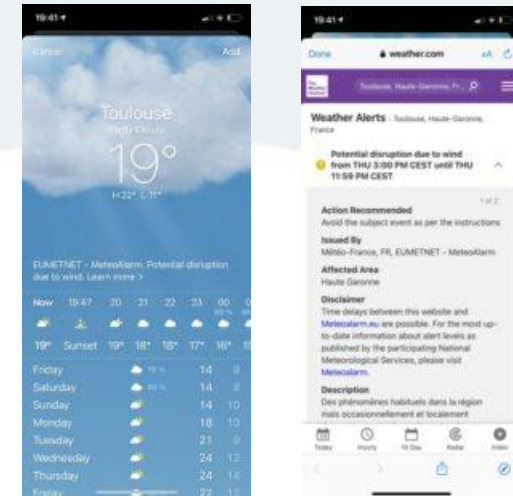 19:41
Cancel
Add
Toulouse
Partly Cloudy
19°
H:22° L:11°
EUMETNET - MeteoAlarm: Potential disruption
due to wind. Learn more >
Now 19:47 20 21 22 23 00
19° Sunset 19° 18° 18° 17° 16°
Friday 14 9
Saturday 14 8
Sunday 14 10
Monday 18 10
Tuesday 21 9
Wednesday 24 12
Thursday 24 14
Friday 22 12
19:41
Done
weather.com
AA
Toulouse, Haute-Garonne, Fr...
Weather Alerts - Toulouse, Haute-Garonne,
France
Potential disruption due to wind
from THU 3:00 PM CEST until THU
11:59 PM CEST
1 of 2
Action Recommended
Avoid the subject event as per the instructions
Issued By
Météo-France, FR, EUMETNET - MeteoAlarm
Affected Area
Haute Garonne
Disclaimer
Time delays between this website and
Meteoalarm.eu are possible. For the most up-
to-date information about alert levels as
published by the participating National
Meteorological Services, please visit
Meteoalarm.
Description
Des phénomènes habituels dans la région
mais occasionnellement et localement
Today Hourly 10 Day Radar Video